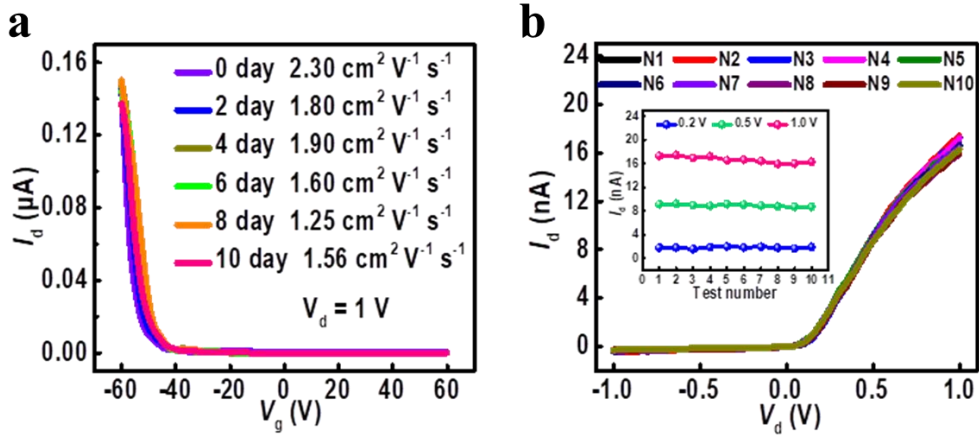 a
0.16
0.12
0.08
0.04
0.00
I_d (μA)
0 day 2.30 cm² V⁻¹ s⁻¹
2 day 1.80 cm² V⁻¹ s⁻¹
4 day 1.90 cm² V⁻¹ s⁻¹
6 day 1.60 cm² V⁻¹ s⁻¹
8 day 1.25 cm² V⁻¹ s⁻¹
10 day 1.56 cm² V⁻¹ s⁻¹
V_d = 1 V
-60 -40 -20 0 20 40 60
V_g (V)
b
24
20
16
12
8
4
0
I_d (nA)
N1 N2 N3 N4 N5
N6 N7 N8 N9 N10
0.2 V 0.5 V 1.0 V
24
20
16
12
8
4
0
I_d (nA)
0 1 2 3 4 5 6 7 8 9 10 11
Test number
-1.0 -0.5 0.0 0.5 1.0
V_d (V)